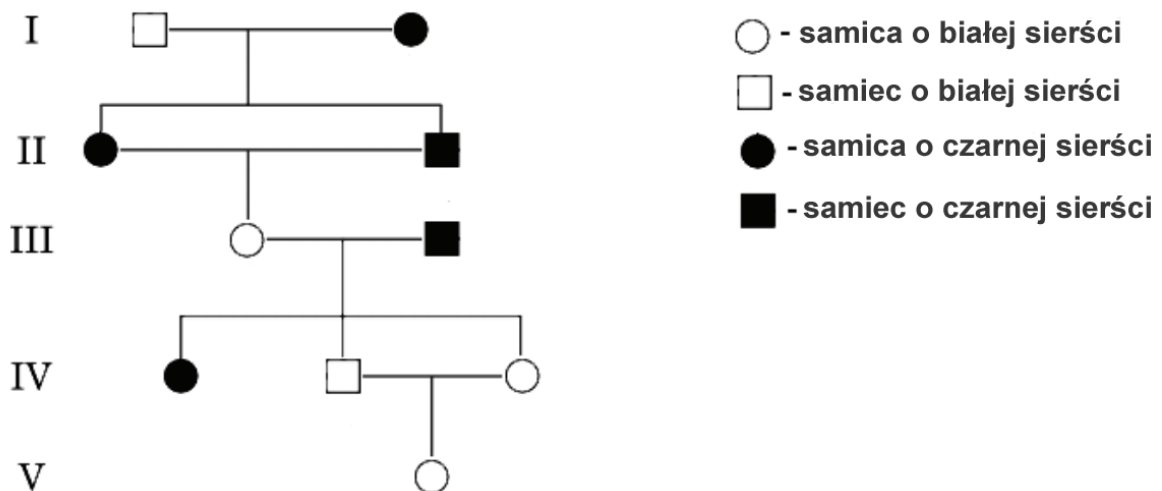 I
- samica o białej sierści
- samiec o białej sierści
II
- samica o czarnej sierści
- samiec o czarnej sierści
III
IV
V